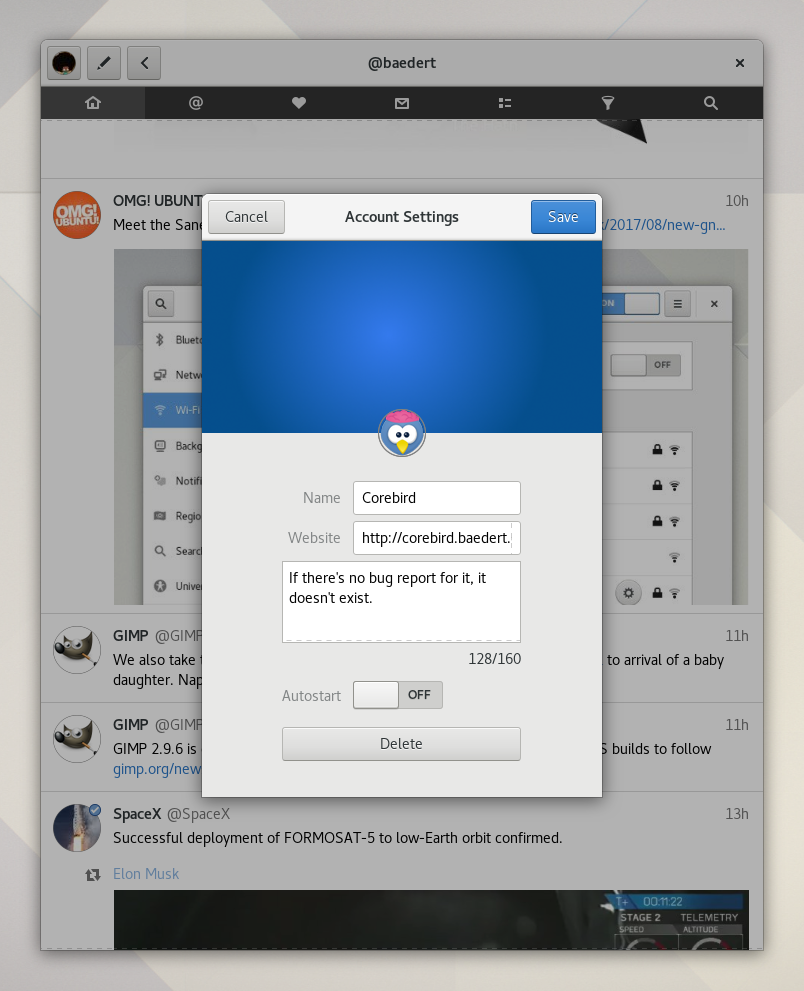 @baedert
OMG! UBUNTU!
OMG! UBUNT
10h
Meet the Sane
/2017/08/new-gn...
Cancel
Account Settings
Save
ON
Blueto
OFF
Netw
Wi-Fi
Backg
Notifi
Regio
Search
Univer
Name
Corebird
Website
http://corebird.baedert.
If there's no bug report for it, it
doesn't exist.
128/160
Autostart
OFF
Delete
GIMP @GIMP
11h
We also take
to arrival of a baby
daughter. Nap
GIMP @GIMP
11h
GIMP 2.9.6 is
S builds to follow
gimp.org/new
SpaceX @SpaceX
13h
Successful deployment of FORMOSAT-5 to low-Earth orbit confirmed.
Elon Musk
T+ 00:11:22
STAGE 2 TELEMETRY
SPEED ALTITUDE